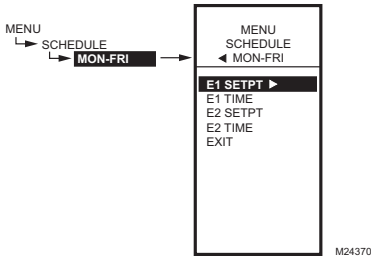 MENU
SCHEDULE
MON-FRI
MENU
SCHEDULE
◄ MON-FRI
E1 SETPT ►
E1 TIME
E2 SETPT
E2 TIME
EXIT
M24370